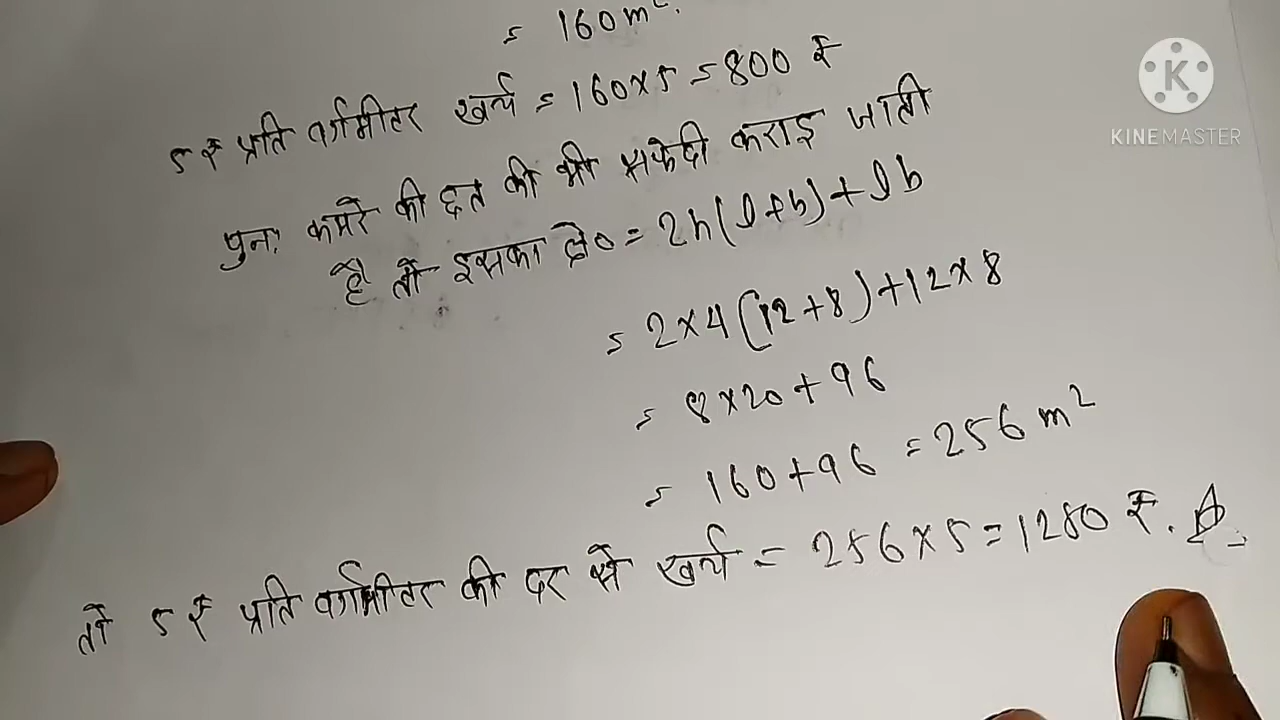 = 160 m².
5 ₹ प्रति वर्गमीटर खर्च = 160×5 = 800 ₹
पुनः कमरे की छत की भी सफेदी कराइ जाती
है तो इसका क्षे० = 2h(l+b)+lb
= 2×4(12+8)+12×8
= 8×20+96
= 160+96 = 256 m²
तो 5 ₹ प्रति वर्गमीटर की दर से खर्च = 256×5 = 1280 ₹.
K
KINEMASTER